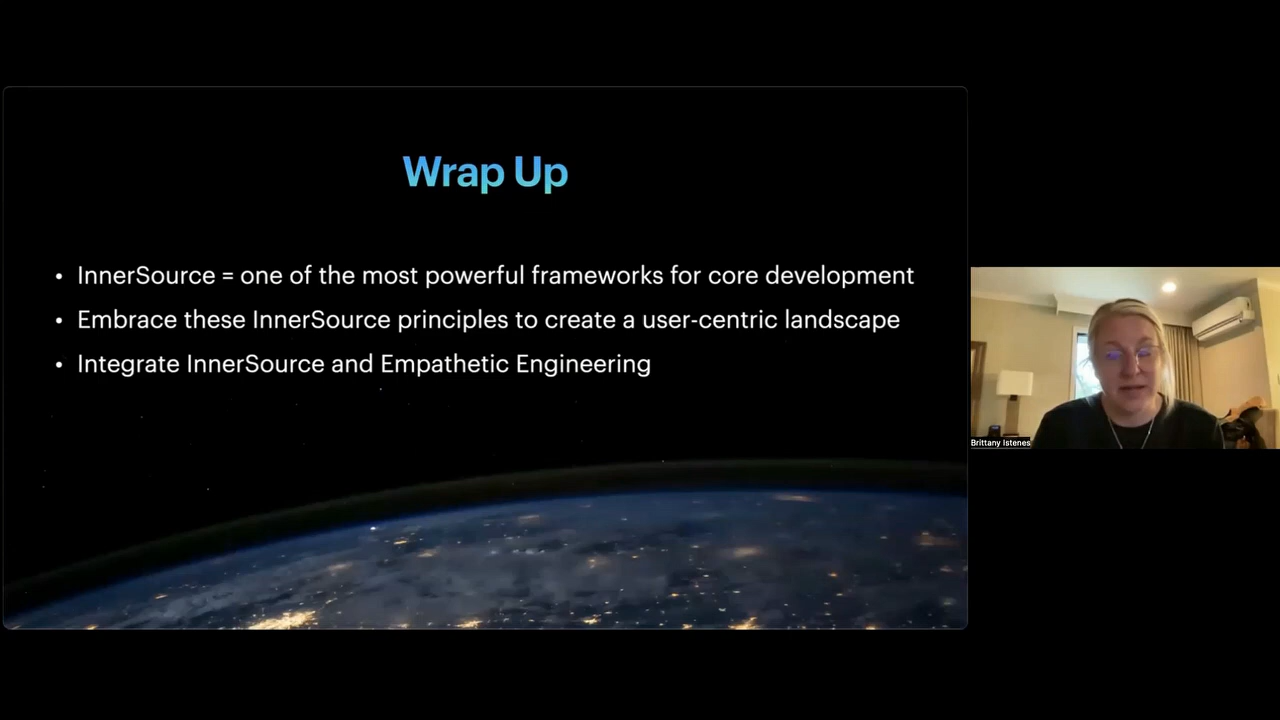 Wrap Up
• InnerSource = one of the most powerful frameworks for core development
• Embrace these InnerSource principles to create a user-centric landscape
• Integrate InnerSource and Empathetic Engineering
Brittany Istenes